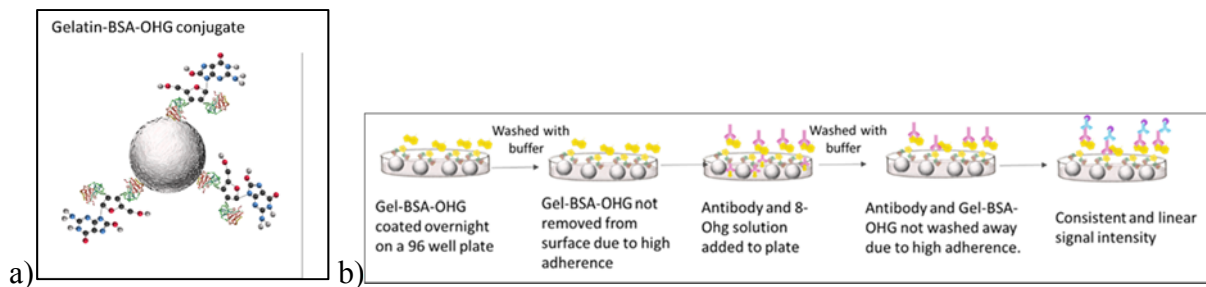 Gelatin-BSA-OHG conjugate
a)
b)
Washed with
buffer
Washed with
buffer
Gel-BSA-OHG
coated overnight
on a 96 well plate
Gel-BSA-OHG not
removed from
surface due to high
adherence
Antibody and 8-
Ohg solution
added to plate
Antibody and Gel-BSA-
OHG not washed away
due to high adherence.
Consistent and linear
signal intensity